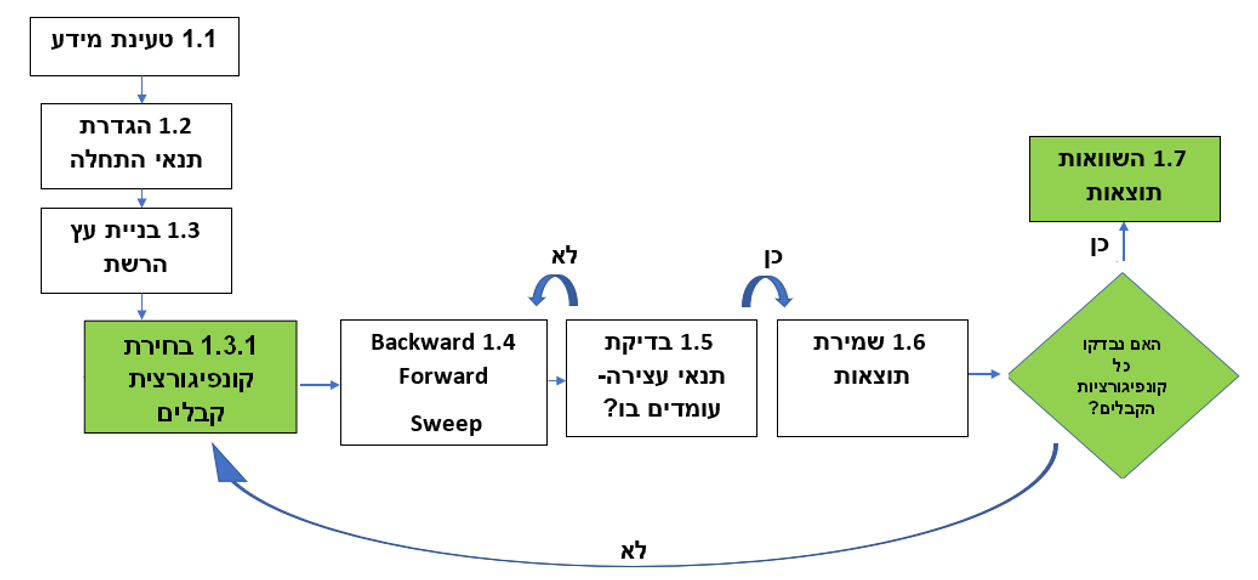 1.1 טעינת מידע
1.2 הגדרת
תנאי התחלה
1.3 בניית עץ
הרשת
1.3.1 בחירת
קונפיגורצית
קבלים
1.4 Backward
Forward
Sweep
לא
1.5 בדיקת
תנאי עצירה-
עומדים בו?
כן
1.6 שמירת
תוצאות
האם נבדקו
כל
קונפיגורציות
הקבלים?
כן
1.7 השוואות
תוצאות
לא